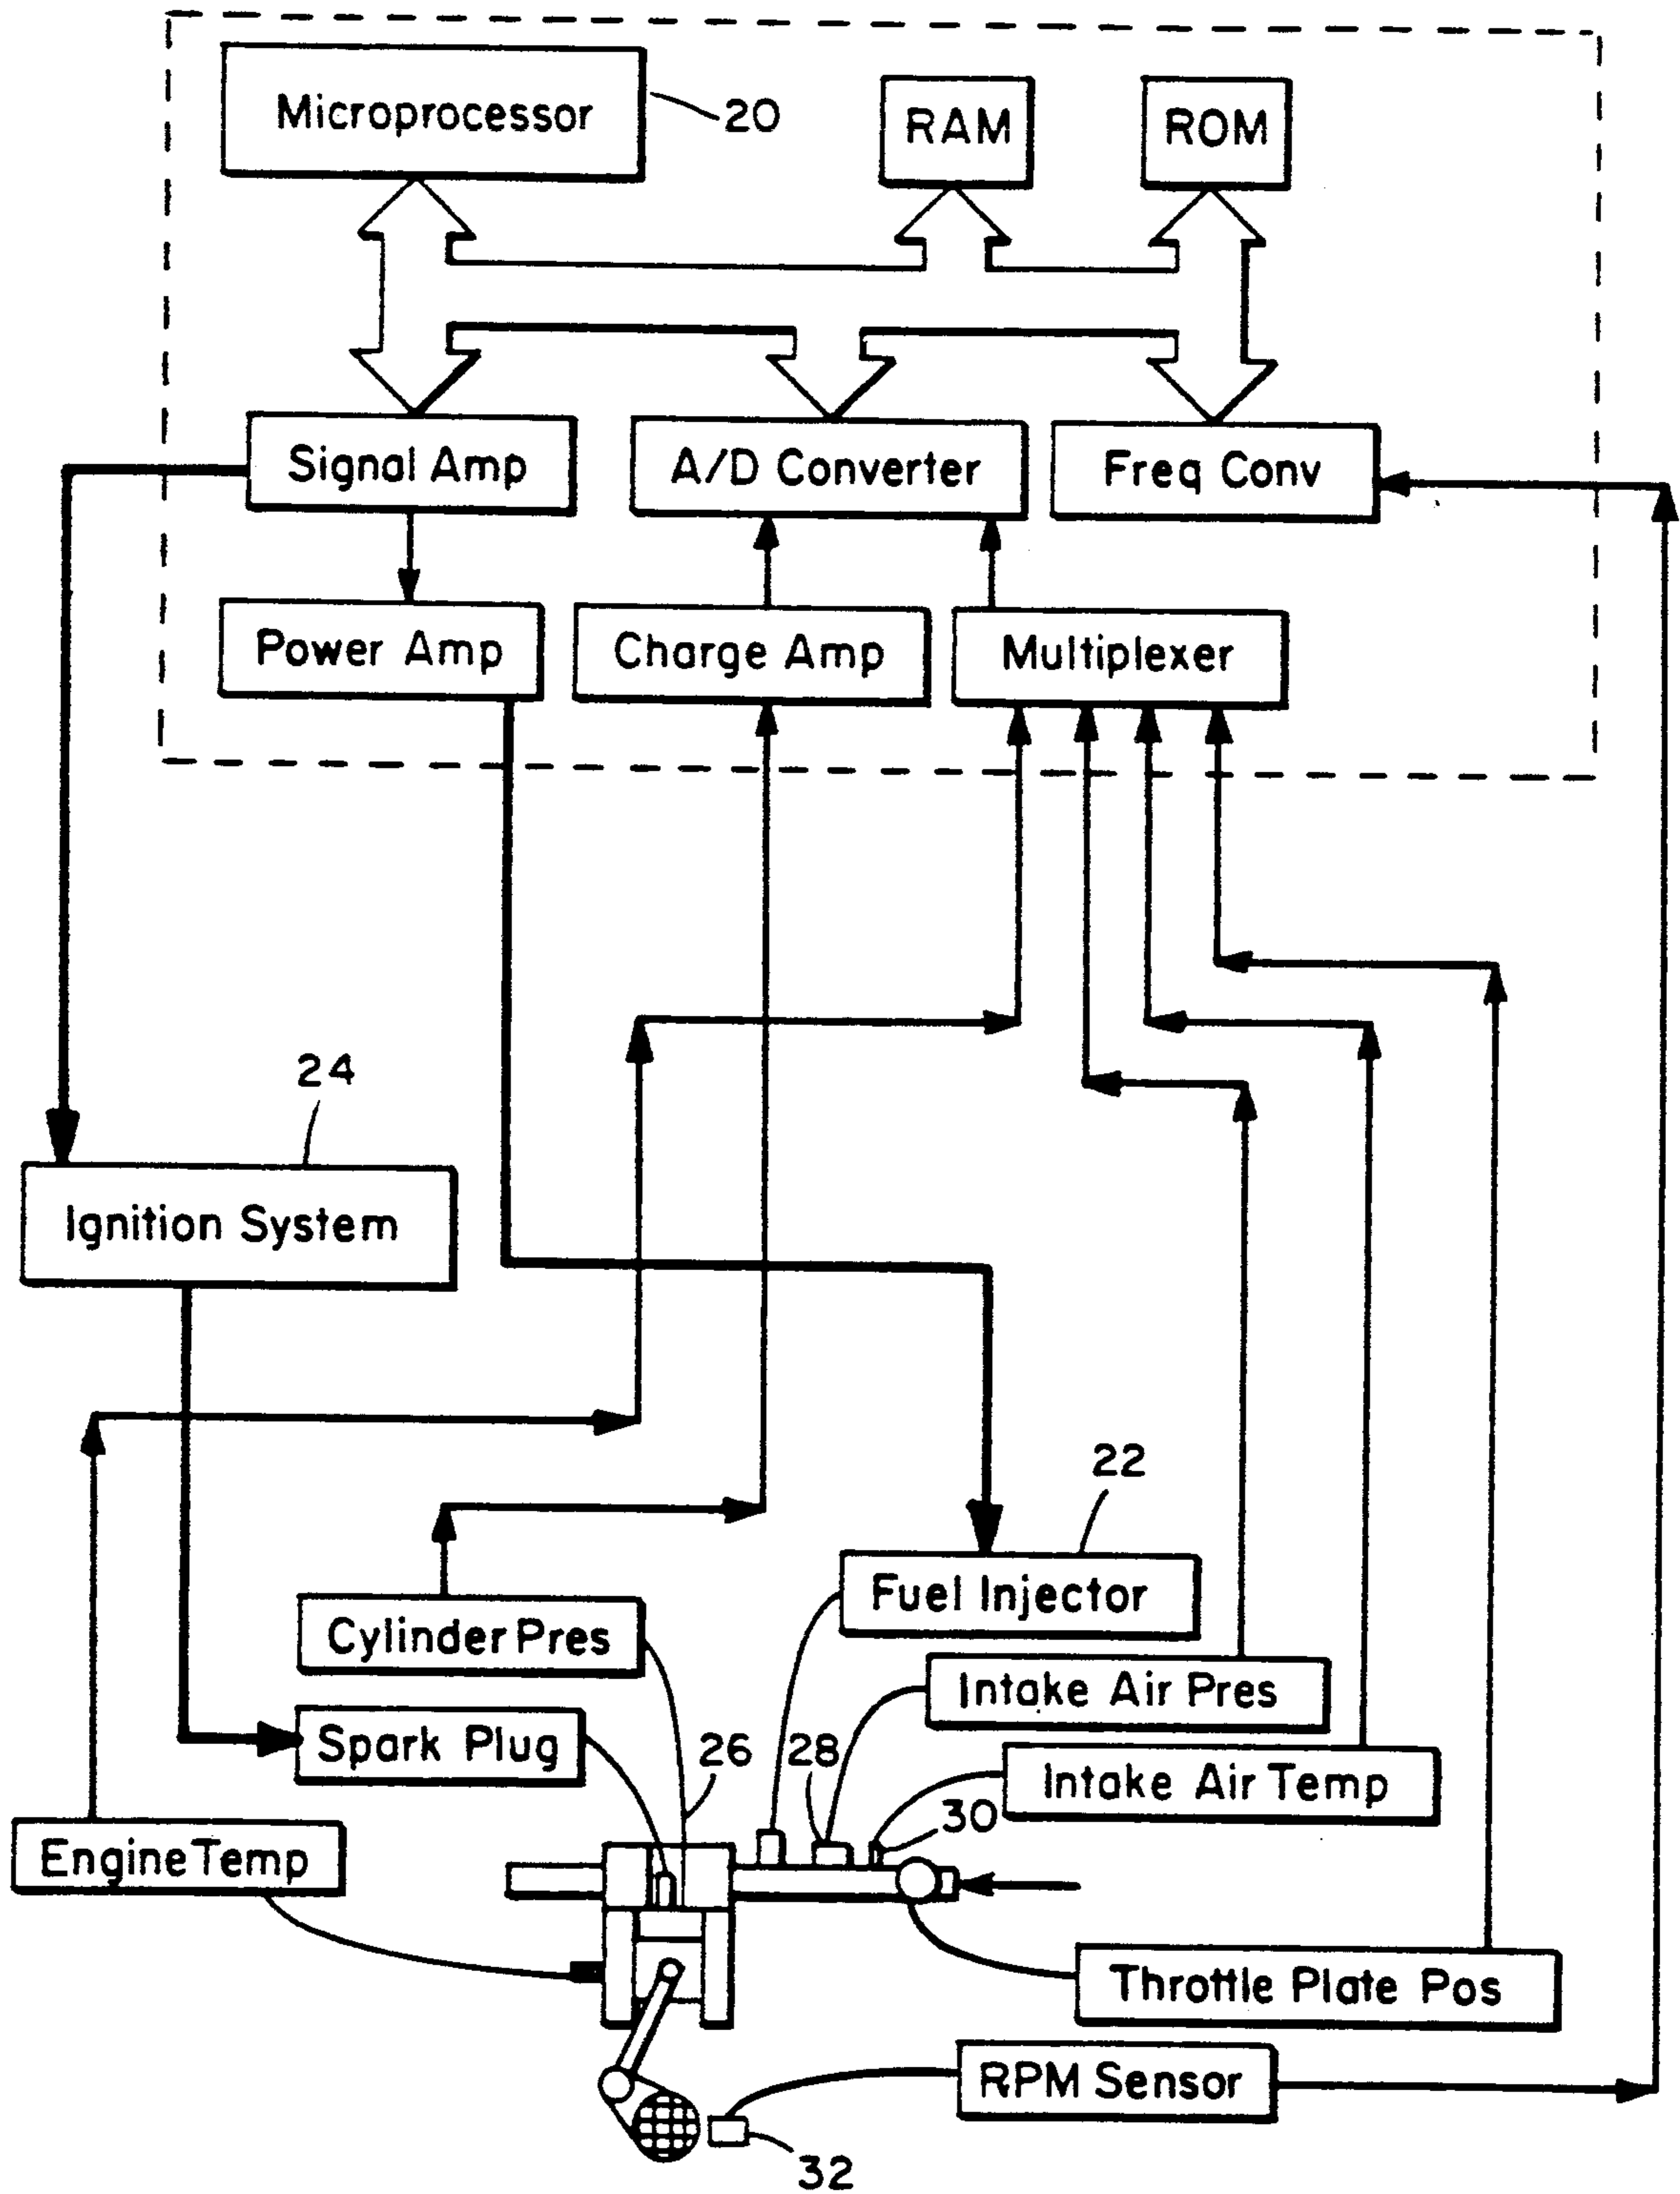 Microprocessor
20
RAM
ROM
Signal Amp
A/D Converter
Freq Conv
Power Amp
Charge Amp
Multiplexer
24
Ignition System
22
Fuel Injector
Cylinder Pres
Intake Air Pres
Spark Plug
26
28
Intake Air Temp
30
Engine Temp
Throttle Plate Pos
RPM Sensor
32